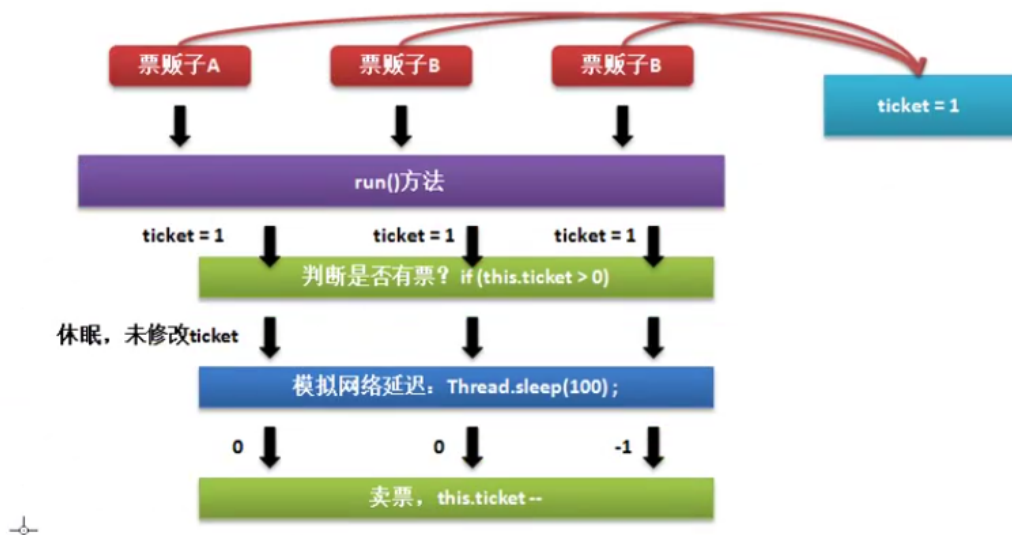 票贩子A
票贩子B
票贩子B
ticket = 1
run()方法
ticket = 1
ticket = 1
ticket = 1
判断是否有票？if (this.ticket > 0)
休眠，未修改ticket
模拟网络延迟：Thread.sleep(100) ;
0
0
-1
卖票，this.ticket --